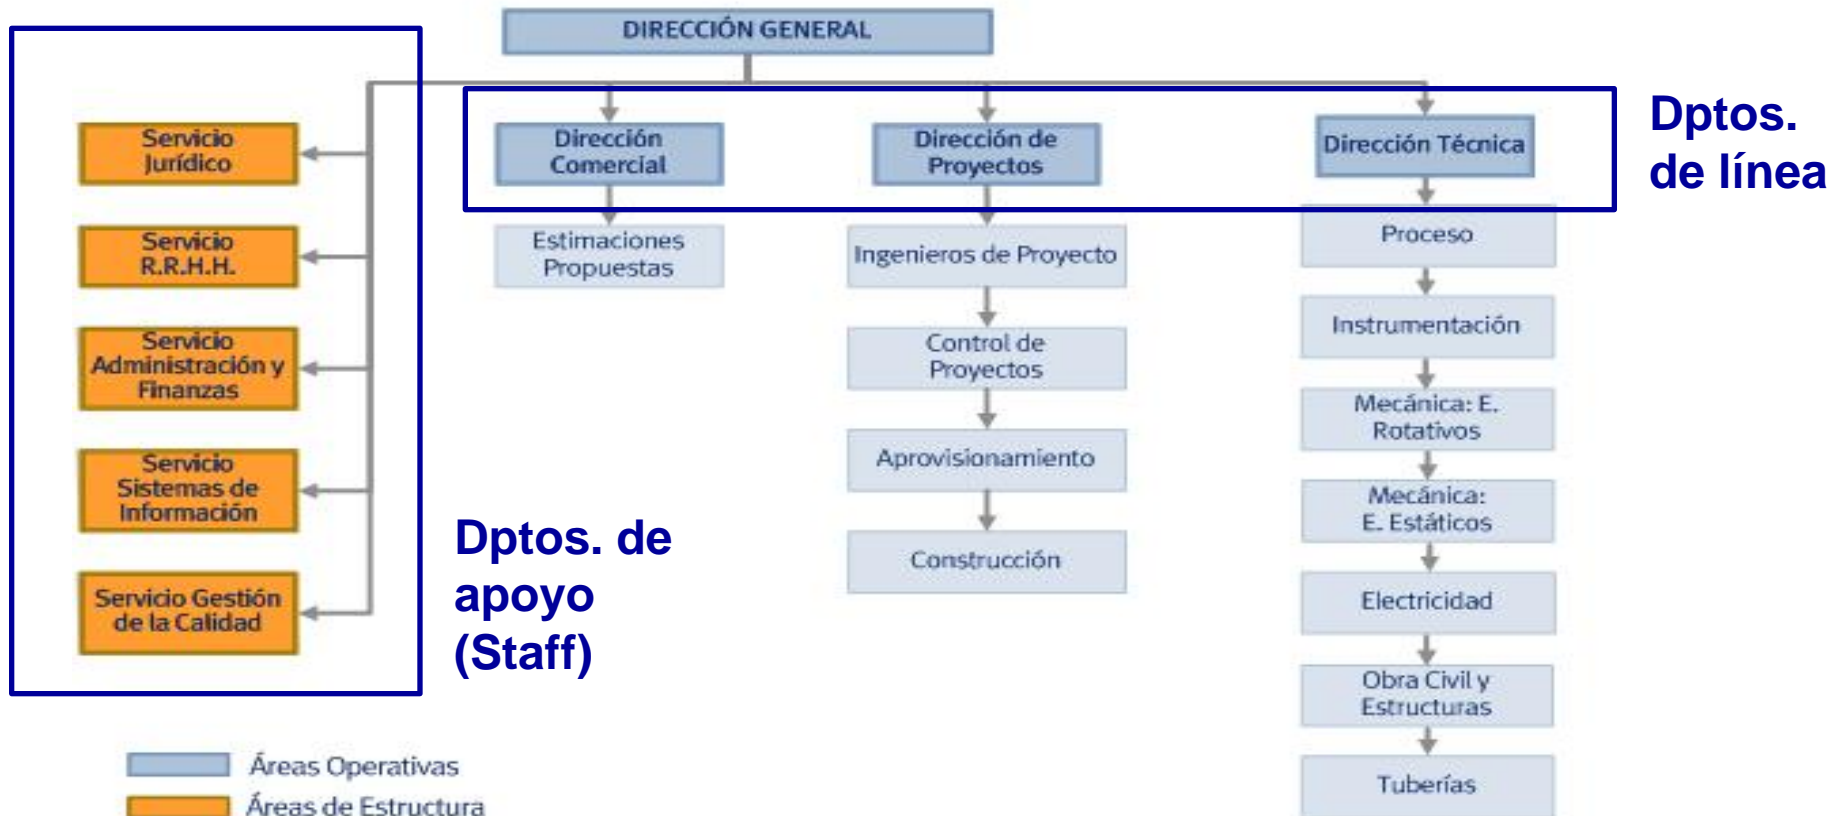 DIRECCIÓN GENERAL
Servicio
Jurídico
Servicio
R.R.H.H.
Servicio
Administración y
Finanzas
Servicio
Sistemas de
Información
Servicio Gestión
de la Calidad
Dptos. de
apoyo
(Staff)
Dirección
Comercial
Estimaciones
Propuestas
Dirección de
Proyectos
Ingenieros de Proyecto
Control de
Proyectos
Aprovisionamiento
Construcción
Dirección Técnica
Proceso
Instrumentación
Mecánica: E.
Rotativos
Mecánica:
E. Estáticos
Electricidad
Obra Civil y
Estructuras
Tuberías
Dptos.
de línea
Áreas Operativas
Áreas de Estructura